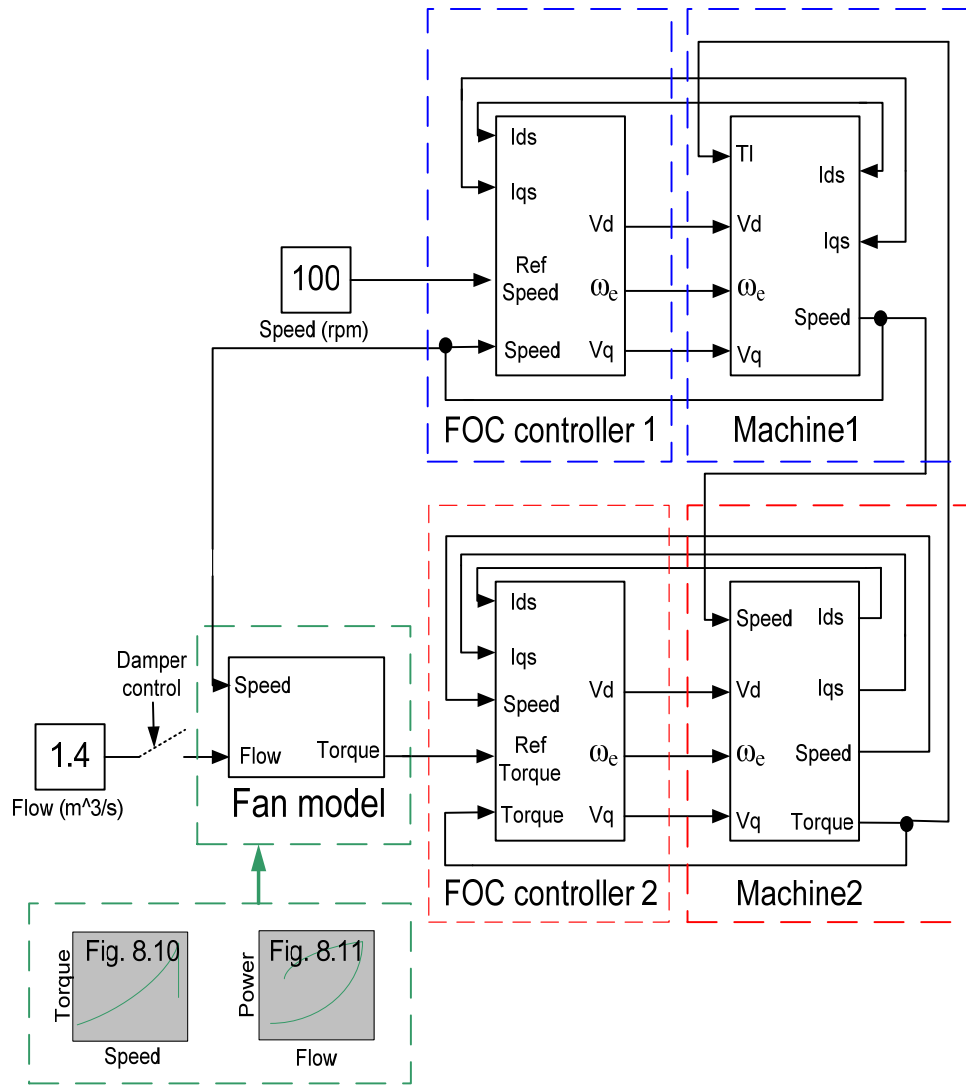 Ids
Iqs
Ref
Speed
Speed
Vd
ωe
Vq
FOC controller 1
Tl
Vd
ωe
Vq
Ids
Iqs
Speed
Machine1
100
Speed (rpm)
Ids
Iqs
Speed
Ref
Torque
Torque
Vd
ωe
Vq
FOC controller 2
Speed
Vd
ωe
Vq
Ids
Iqs
Speed
Torque
Machine2
Damper
control
1.4
Flow (m^3/s)
Speed
Flow
Torque
Fan model
Fig. 8.10
Torque
Speed
Fig. 8.11
Power
Flow